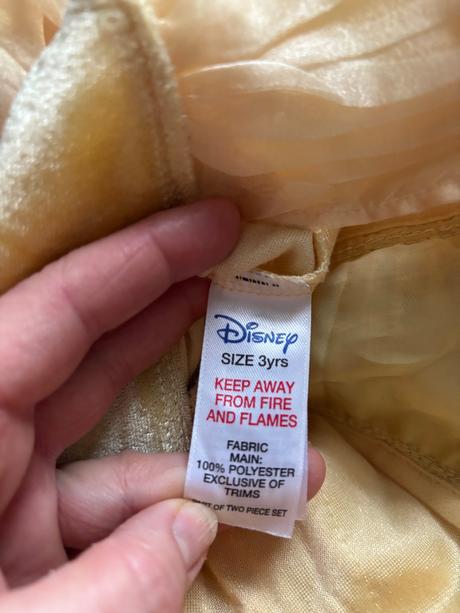 Disney
SIZE 3yrs
KEEP AWAY
FROM FIRE
AND FLAMES
FABRIC
MAIN:
100% POLYESTER
EXCLUSIVE OF
TRIMS
PART OF TWO PIECE SET